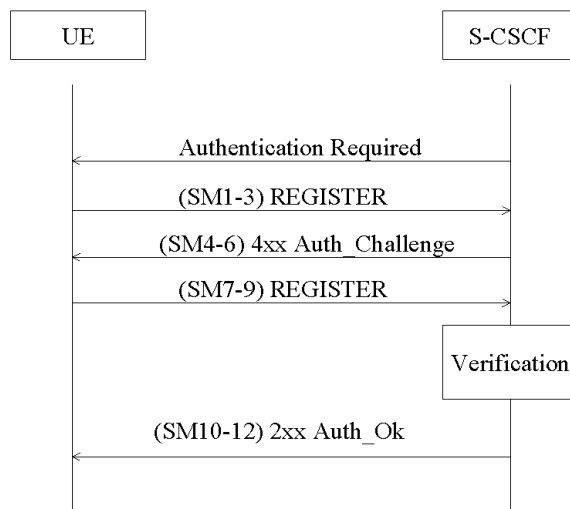 UE
S-CSCF
Authentication Required
(SM1-3) REGISTER
(SM4-6) 4xx Auth_Challenge
(SM7-9) REGISTER
Verification
(SM10-12) 2xx Auth_Ok